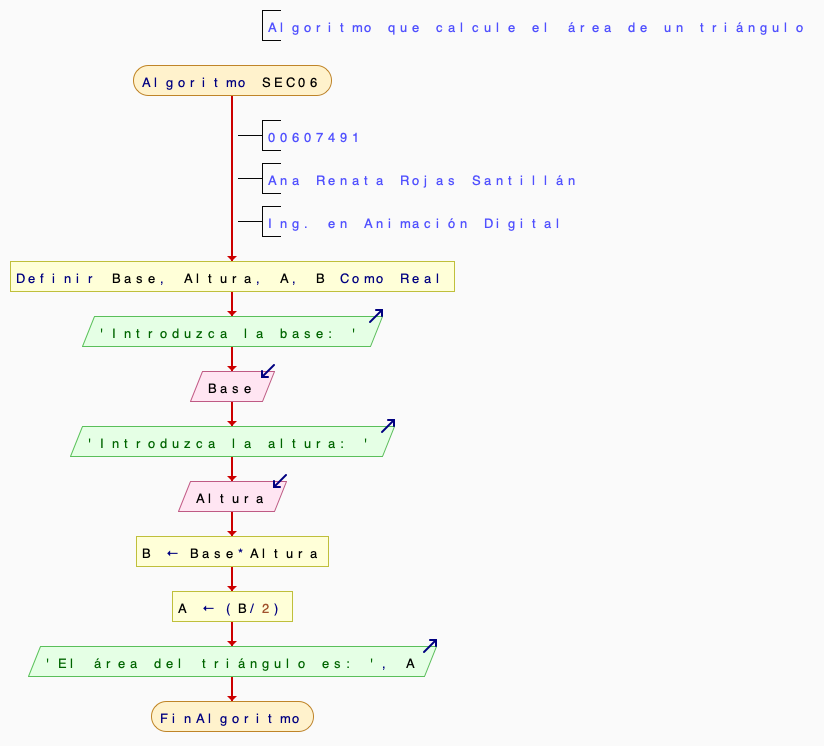 Algoritmo que calcule el área de un triángulo
Algoritmo SEC06
00607491
Ana Renata Rojas Santillán
Ing. en Animación Digital
Definir Base, Altura, A, B Como Real
'Introduzca la base: '
Base
'Introduzca la altura: '
Altura
B ← Base*Altura
A ← (B/2)
'El área del triángulo es: ', A
FinAlgoritmo